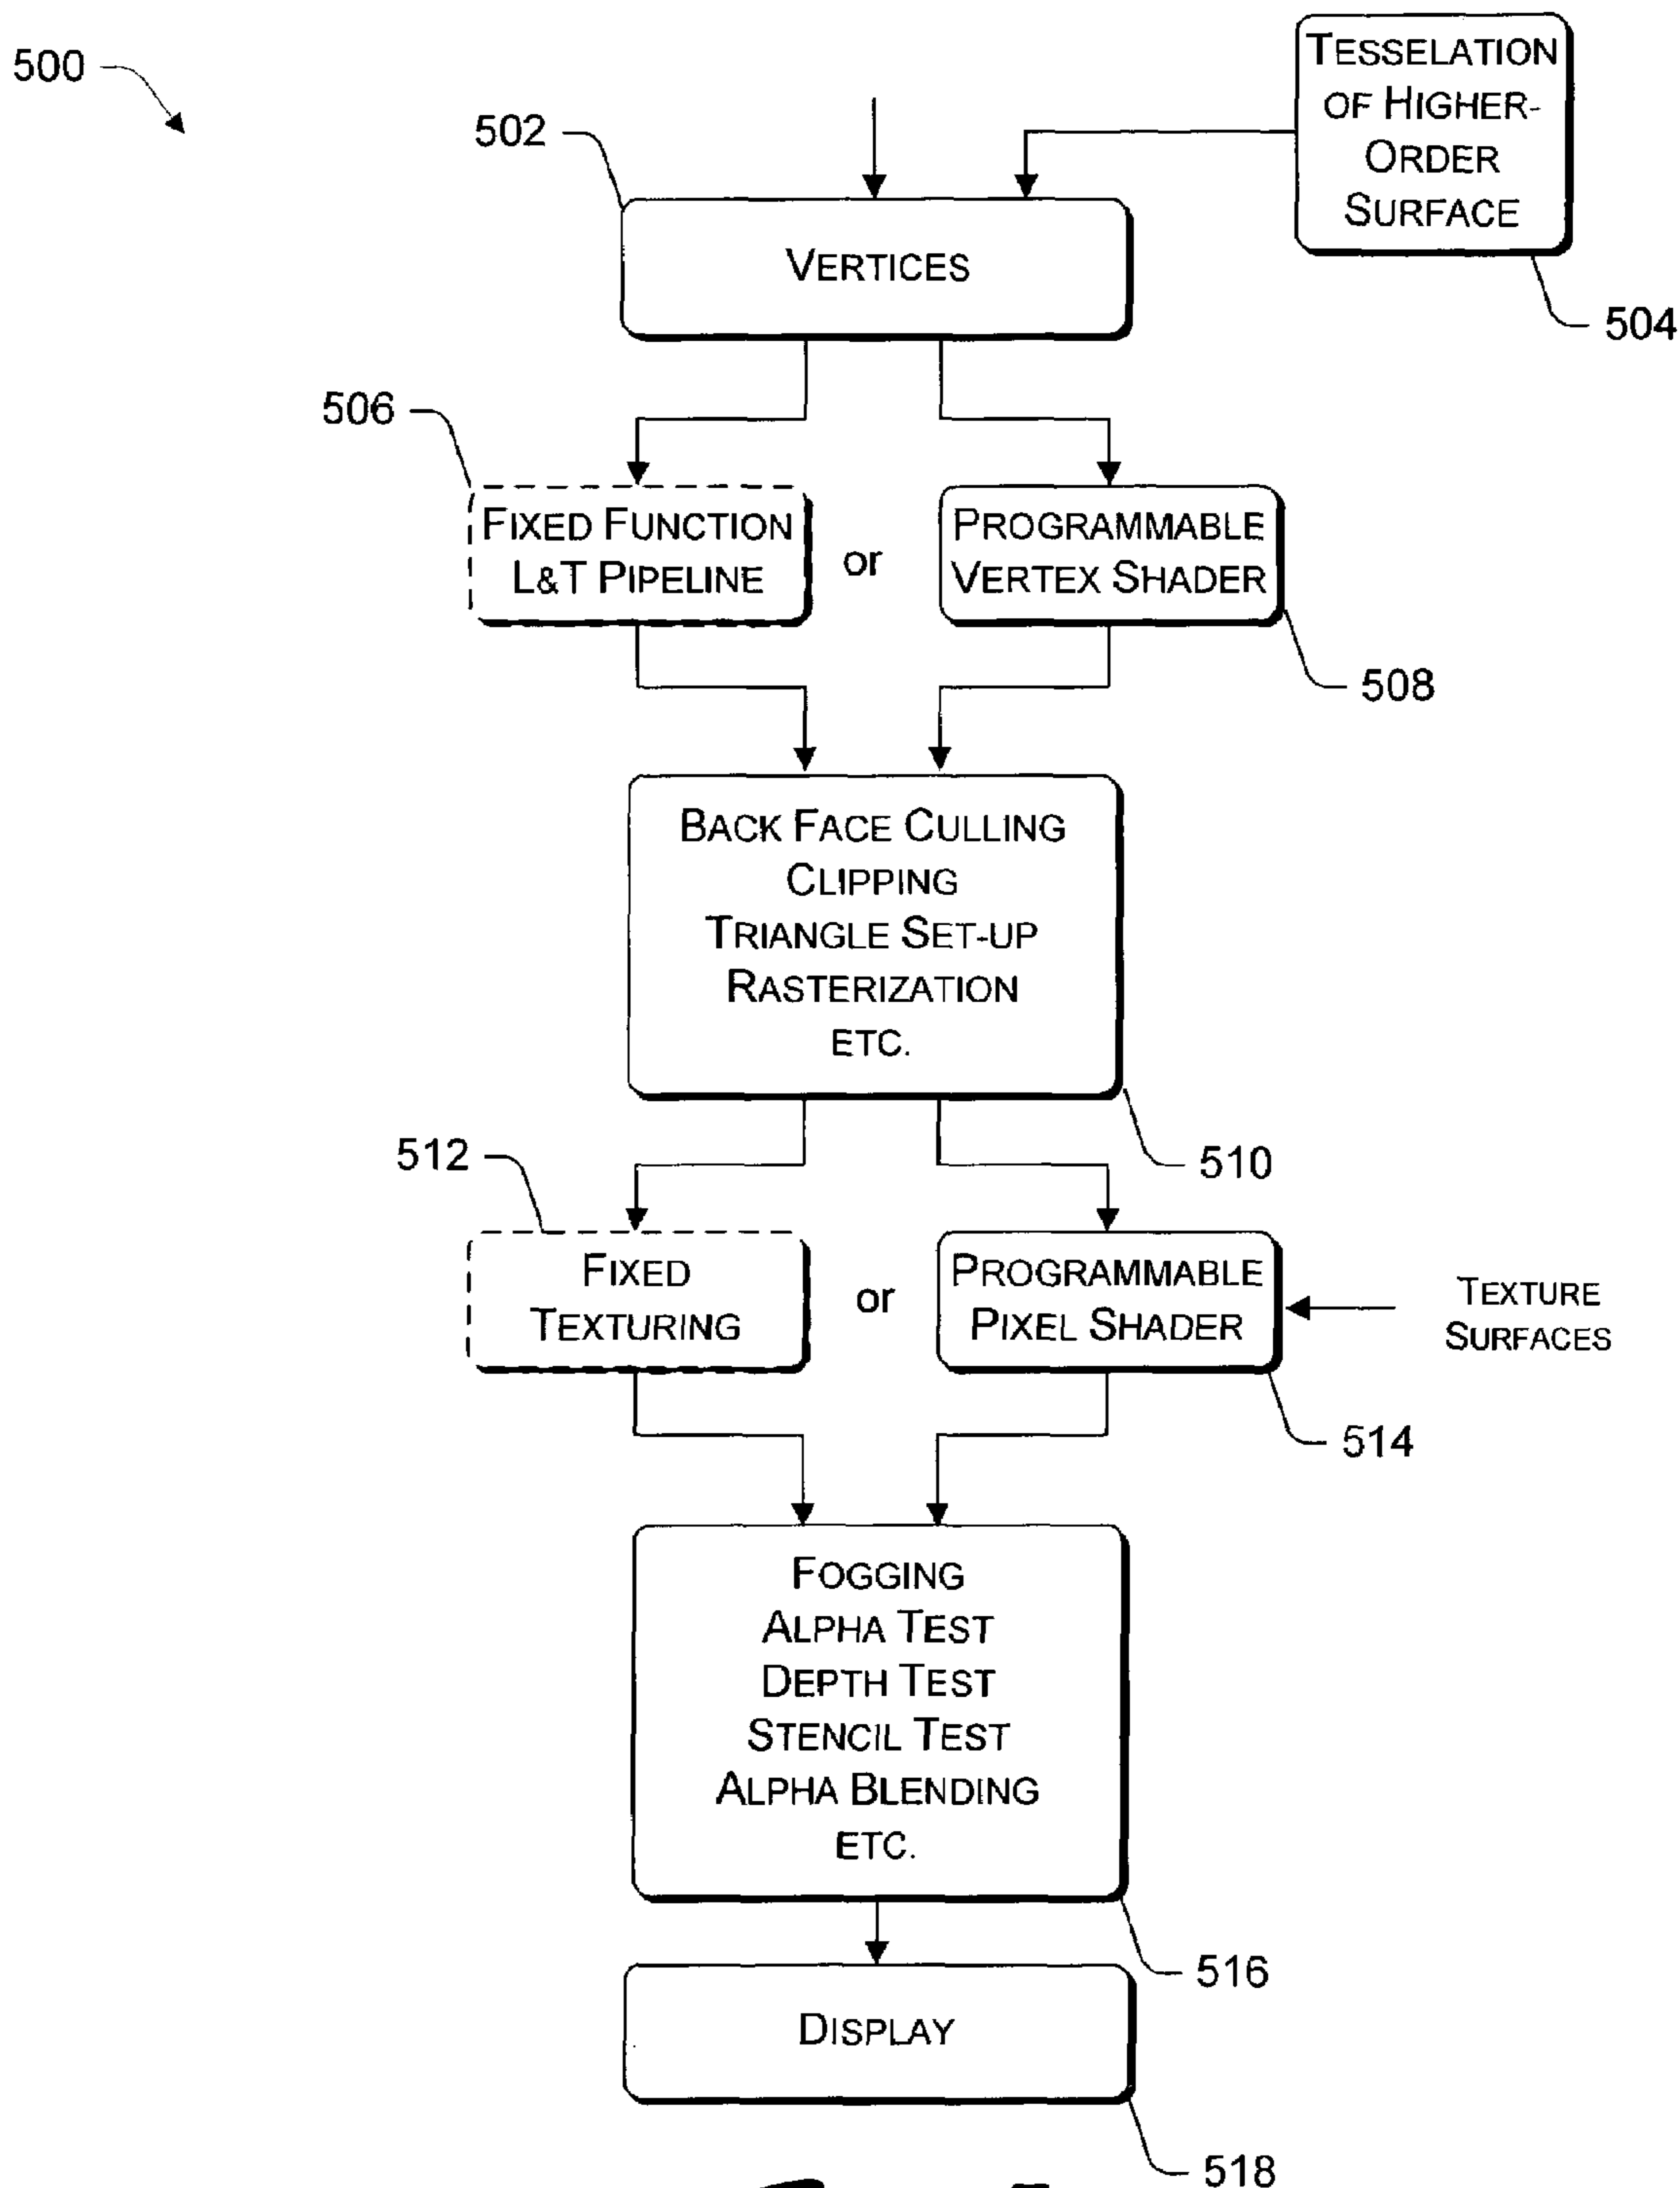 500
TESSELATION
OF HIGHER-
ORDER
SURFACE
504
502
VERTICES
506
FIXED FUNCTION
L&T PIPELINE
or
PROGRAMMABLE
VERTEX SHADER
508
BACK FACE CULLING
CLIPPING
TRIANGLE SET-UP
RASTERIZATION
ETC.
510
512
FIXED
TEXTURING
or
PROGRAMMABLE
PIXEL SHADER
TEXTURE
SURFACES
514
FOGGING
ALPHA TEST
DEPTH TEST
STENCIL TEST
ALPHA BLENDING
ETC.
516
DISPLAY
518